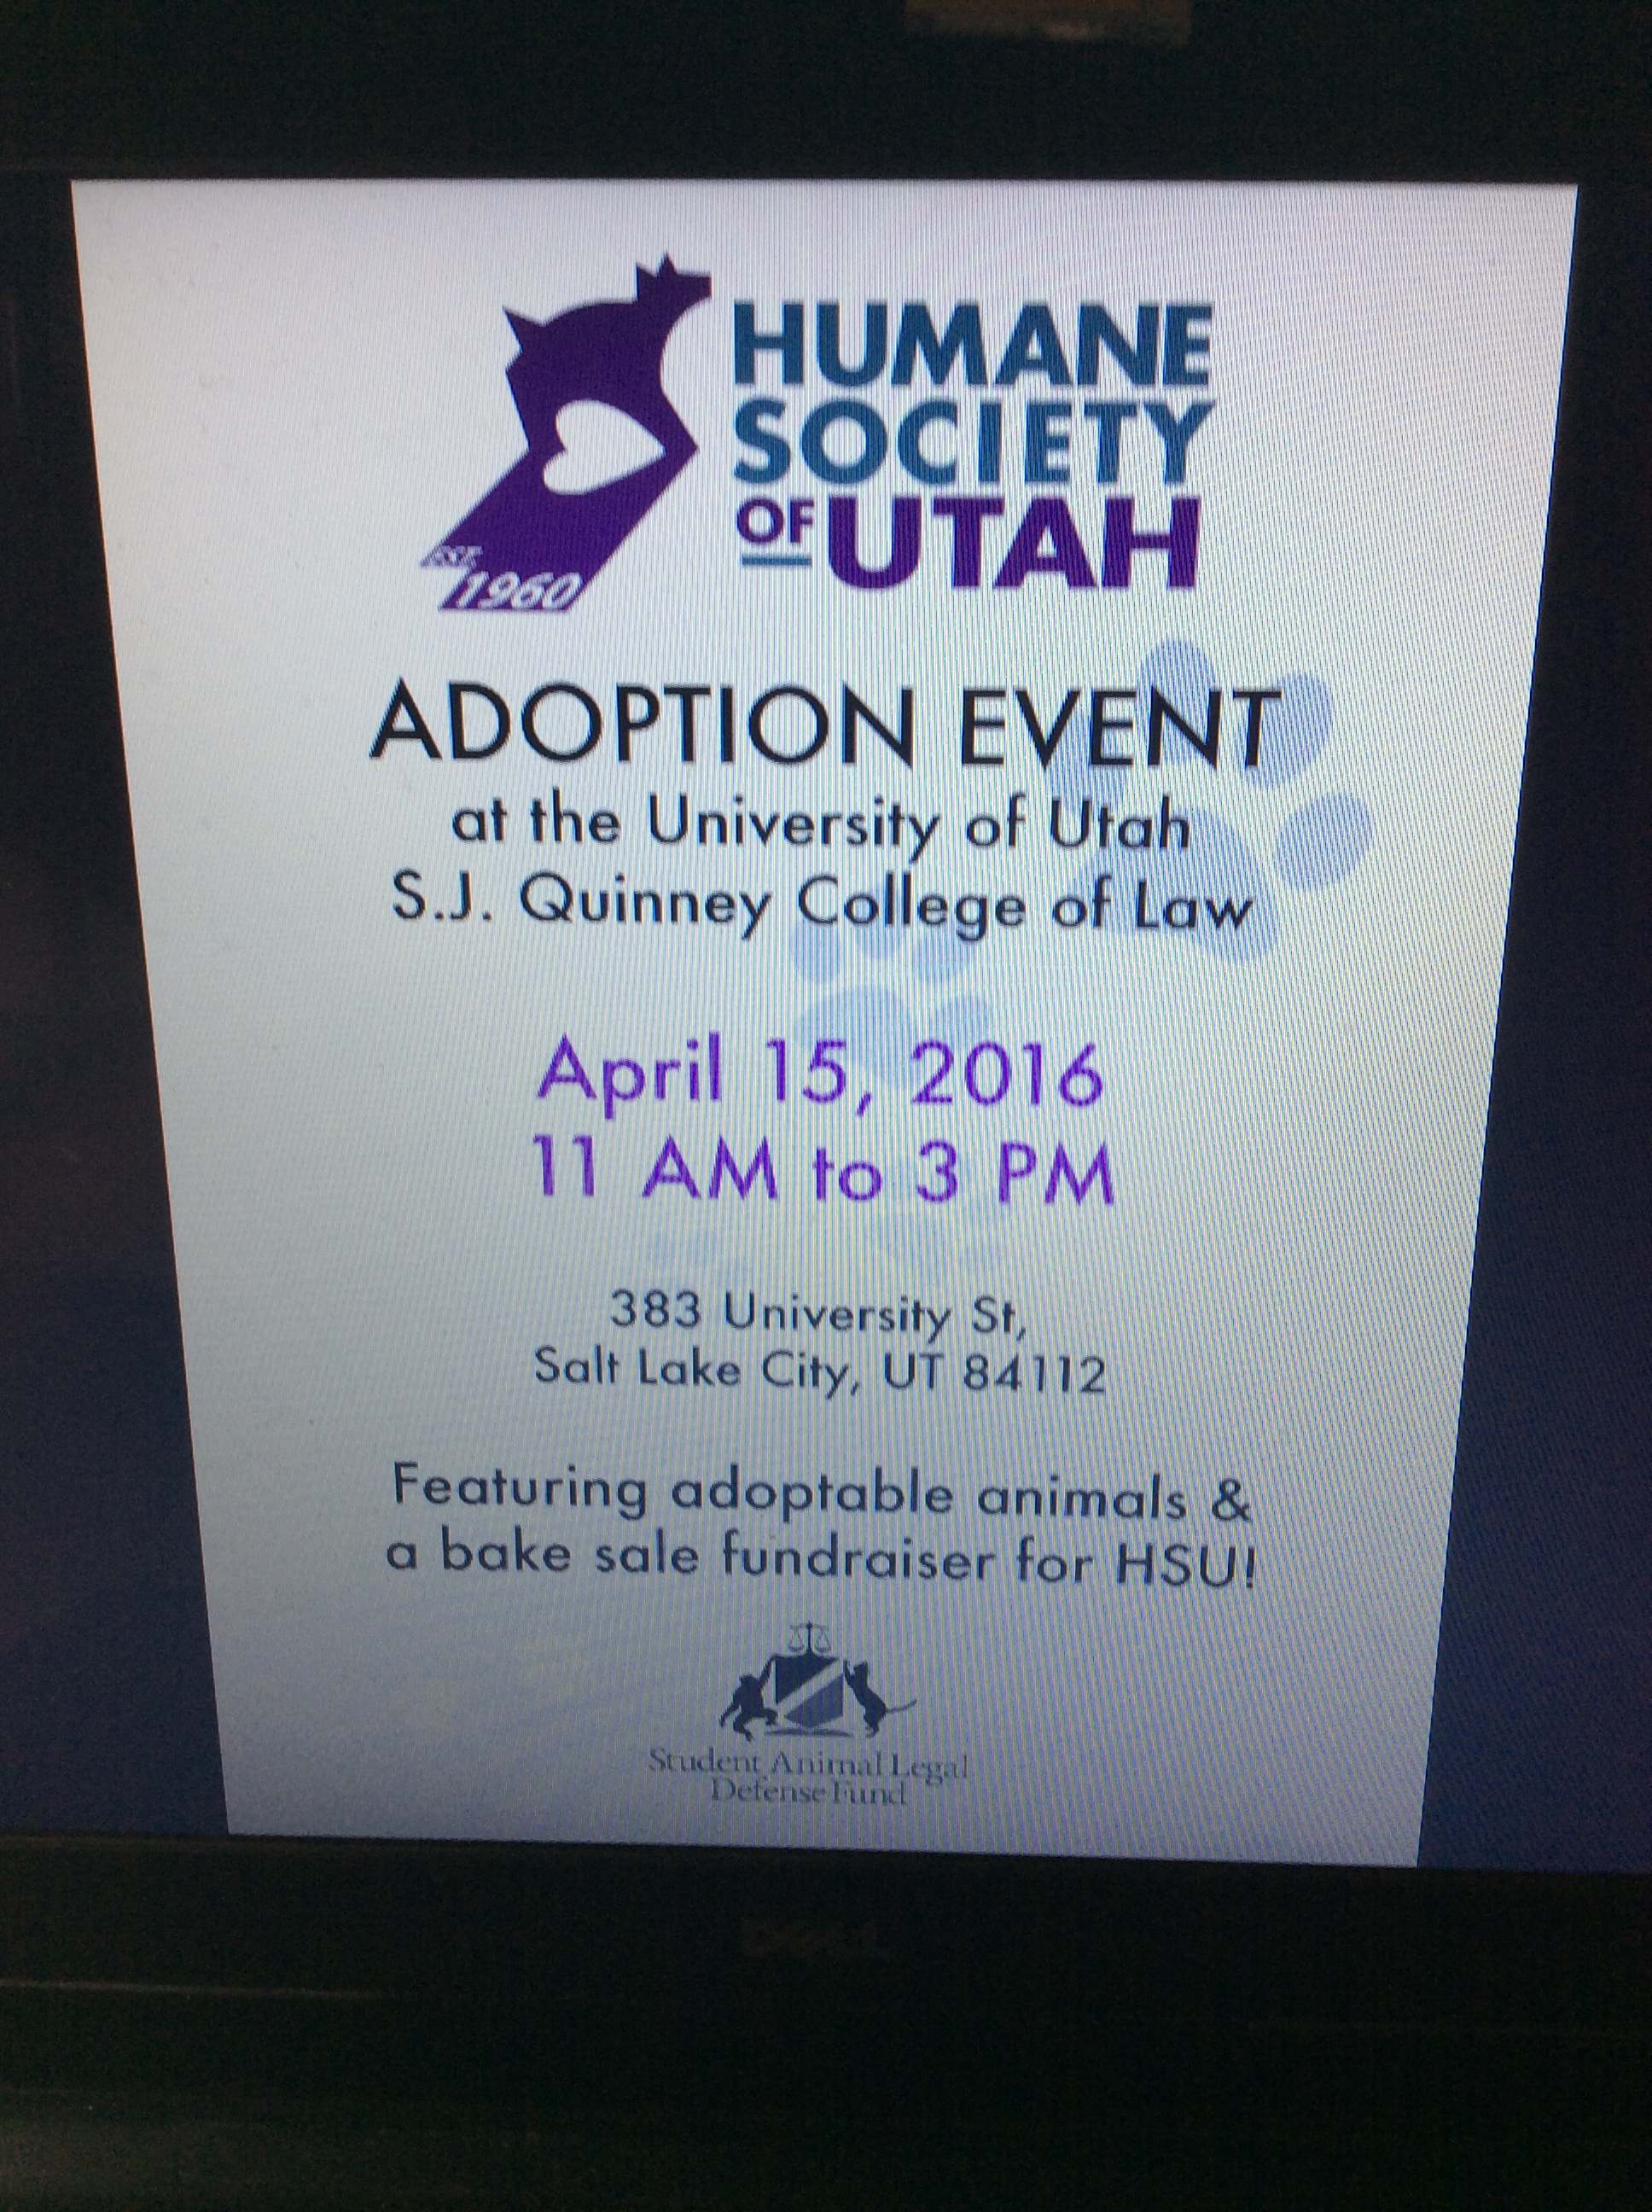 HUMANE
SOCIETY
OF UTAH
EST.
1960
ADOPTION EVENT
at the University of Utah
S.J. Quinney College of Law
April 15, 2016
11 AM to 3 PM
383 University St,
Salt Lake City, UT 84112
Featuring adoptable animals &
a bake sale fundraiser for HSU!
Student Animal Legal
Defense Fund
DELL